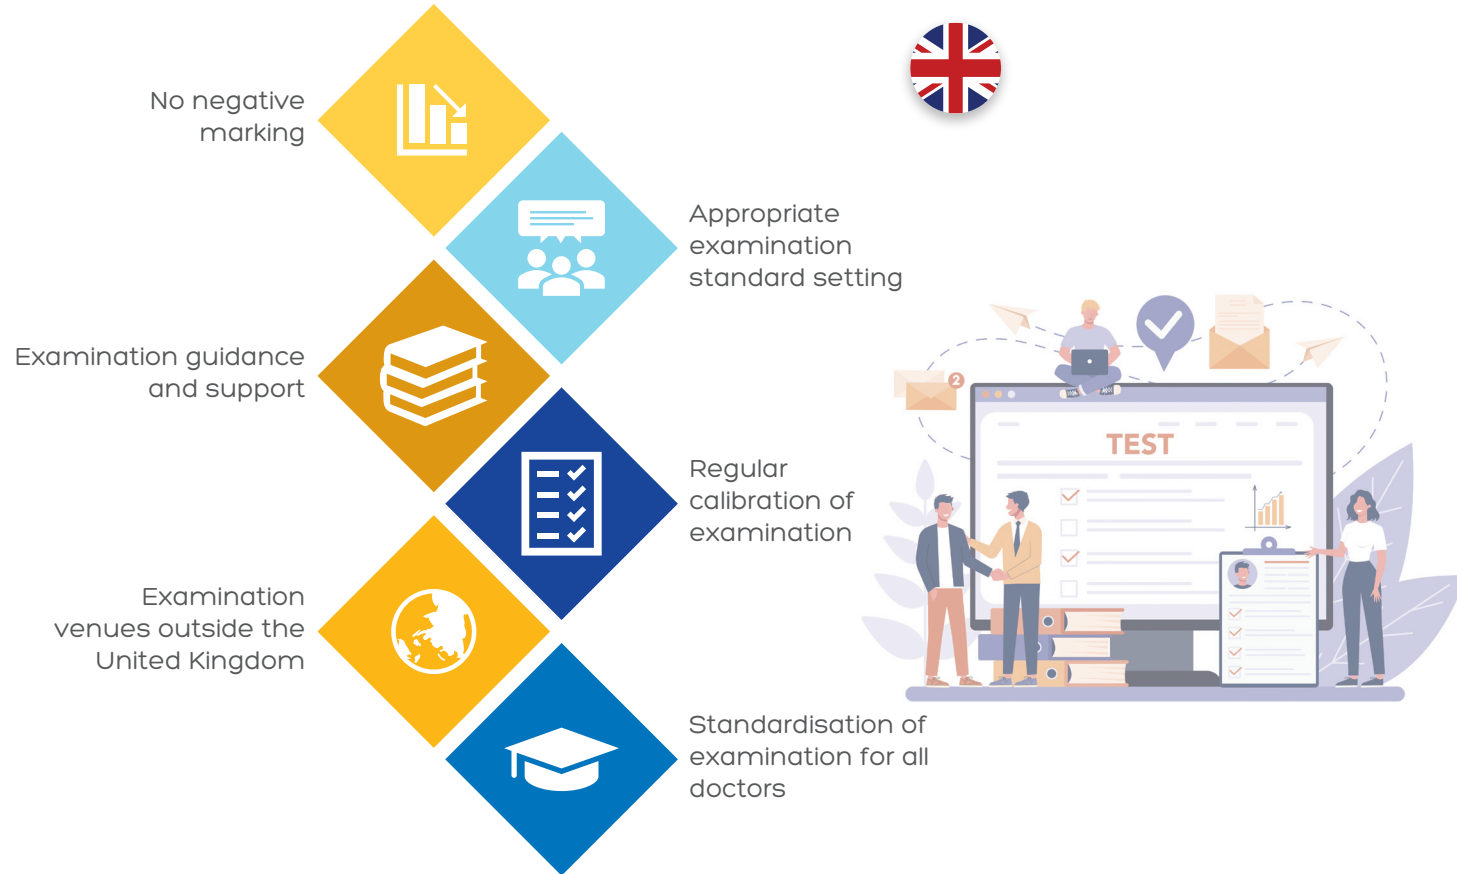 No negative
marking
Appropriate
examination
standard setting
Examination guidance
and support
Regular
calibration of
examination
Examination
venues outside the
United Kingdom
Standardisation of
examination for all
doctors
2
TEST